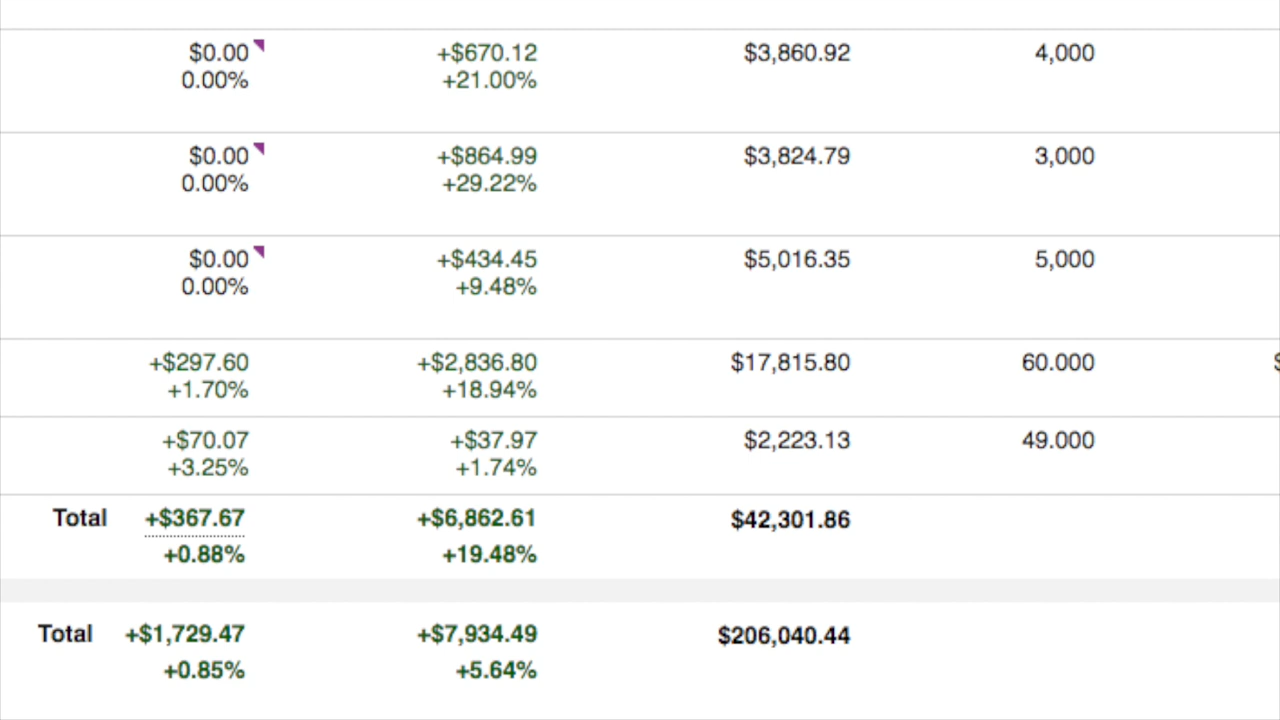 $0.00 +$670.12 $3,860.92 4,000
0.00% +21.00%
$0.00 +$864.99 $3,824.79 3,000
0.00% +29.22%
$0.00 +$434.45 $5,016.35 5,000
0.00% +9.48%
+$297.60 +$2,836.80 $17,815.80 60.000
+1.70% +18.94%
+$70.07 +$37.97 $2,223.13 49.000
+3.25% +1.74%
Total +$367.67 +$6,862.61 $42,301.86
+0.88% +19.48%
Total +$1,729.47 +$7,934.49 $206,040.44
+0.85% +5.64%